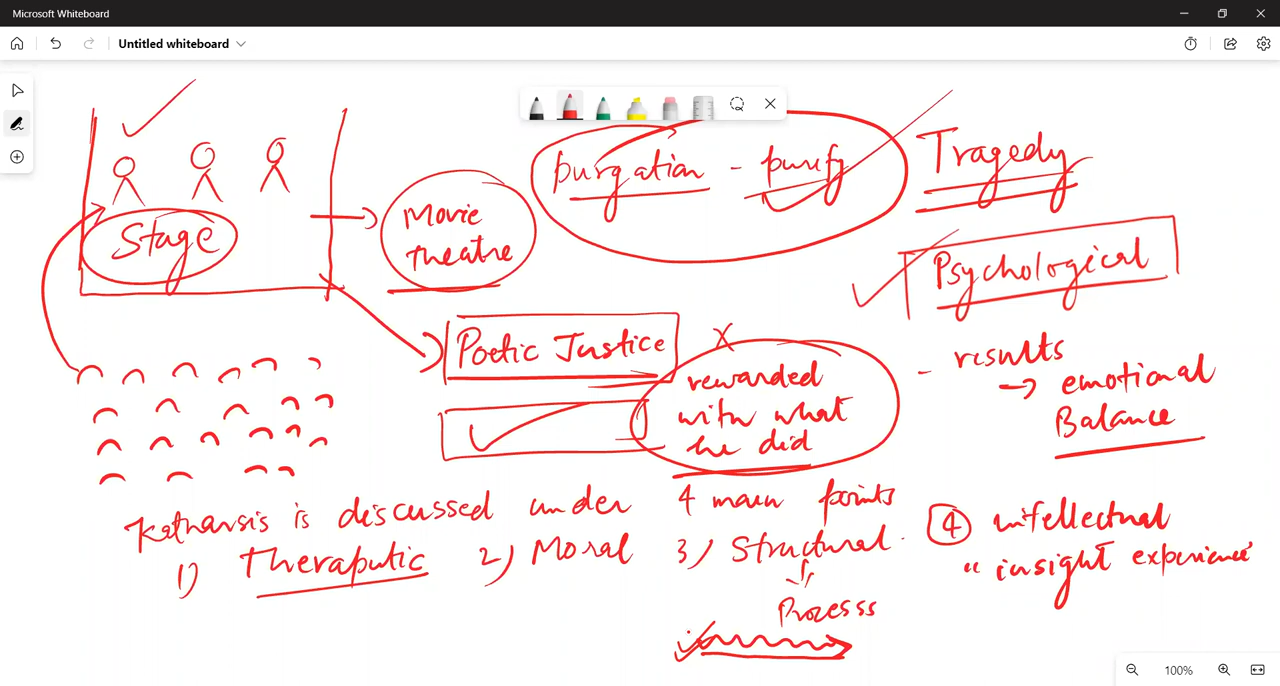 Microsoft Whiteboard
Untitled whiteboard
Stage
Movie
theatre
purgation - purify
Tragedy
Psychological
Poetic Justice
rewarded
with what
he did
- results
→ emotional
Balance
Katharsis is discussed under 4 main points
1) Theraputic 2) Moral 3) Structural.
Processs
④ intellectual
"insight experience"
100%